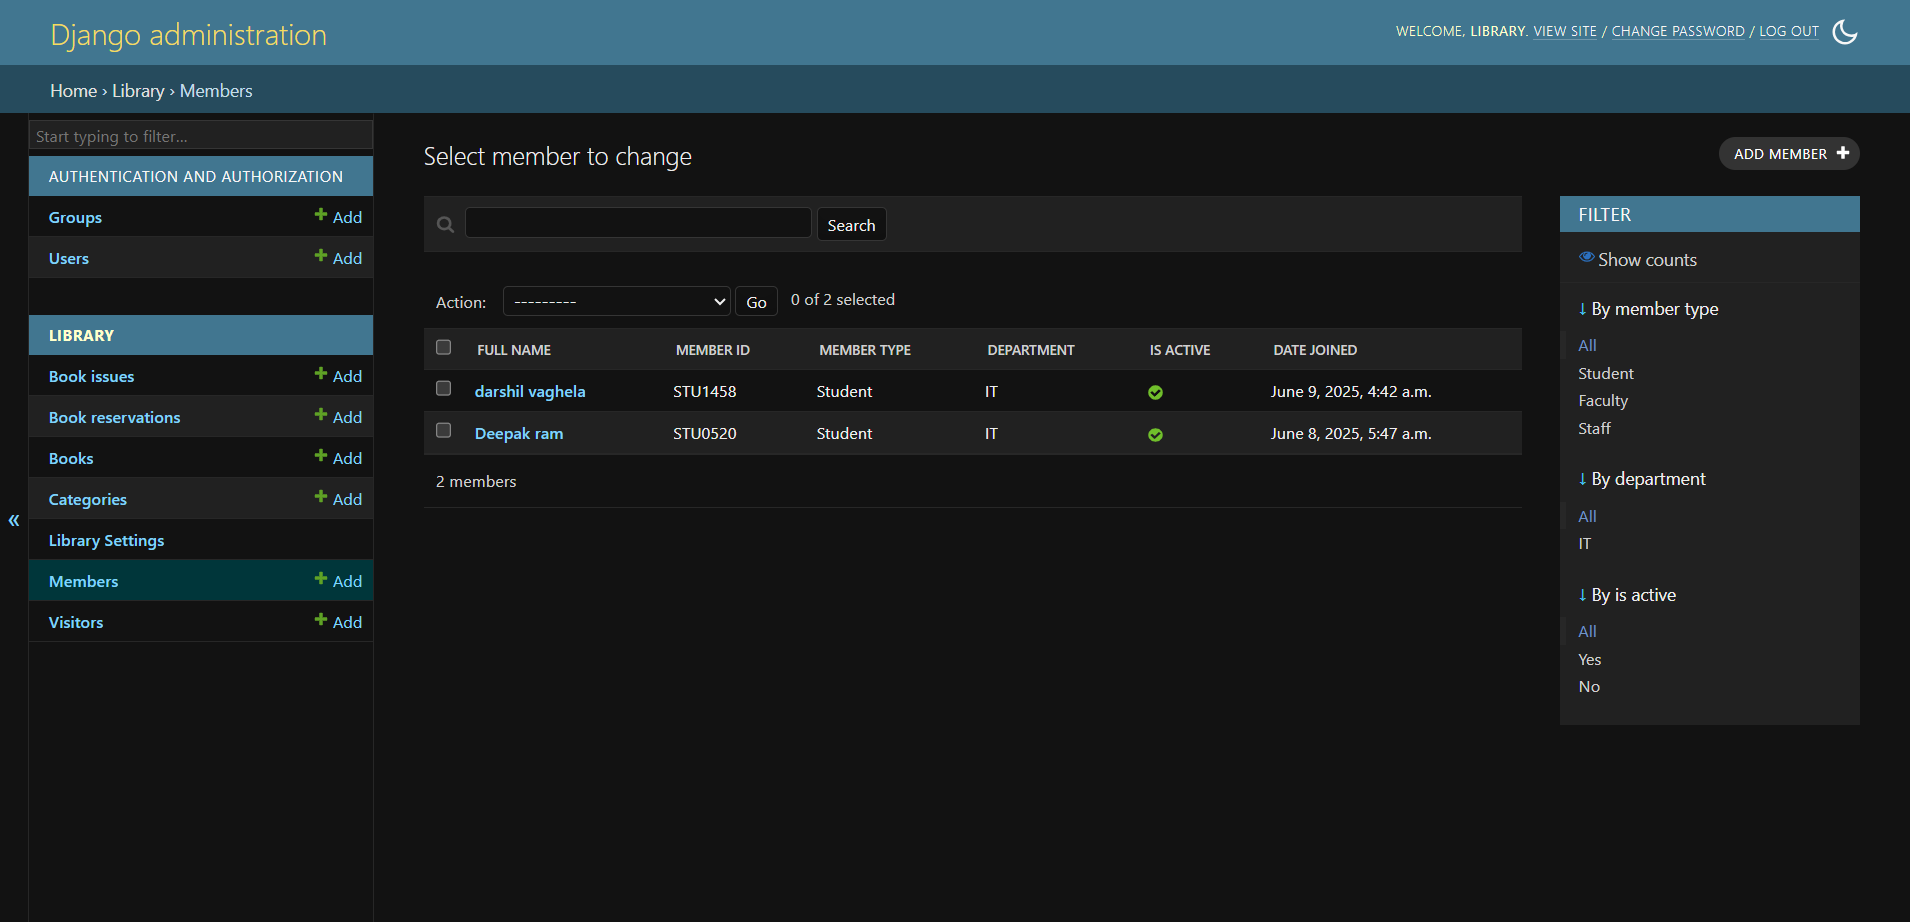 Django administration
WELCOME, LIBRARY. VIEW SITE / CHANGE PASSWORD / LOG OUT
Home › Library › Members
Start typing to filter...
AUTHENTICATION AND AUTHORIZATION
Groups Add
Users Add
LIBRARY
Book issues Add
Book reservations Add
Books Add
Categories Add
Library Settings
Members Add
Visitors Add
«
Select member to change
ADD MEMBER
Search
Action: --------- Go 0 of 2 selected
FULL NAME MEMBER ID MEMBER TYPE DEPARTMENT IS ACTIVE DATE JOINED
darshil vaghela STU1458 Student IT June 9, 2025, 4:42 a.m.
Deepak ram STU0520 Student IT June 8, 2025, 5:47 a.m.
2 members
FILTER
Show counts
↓ By member type
All
Student
Faculty
Staff
↓ By department
All
IT
↓ By is active
All
Yes
No